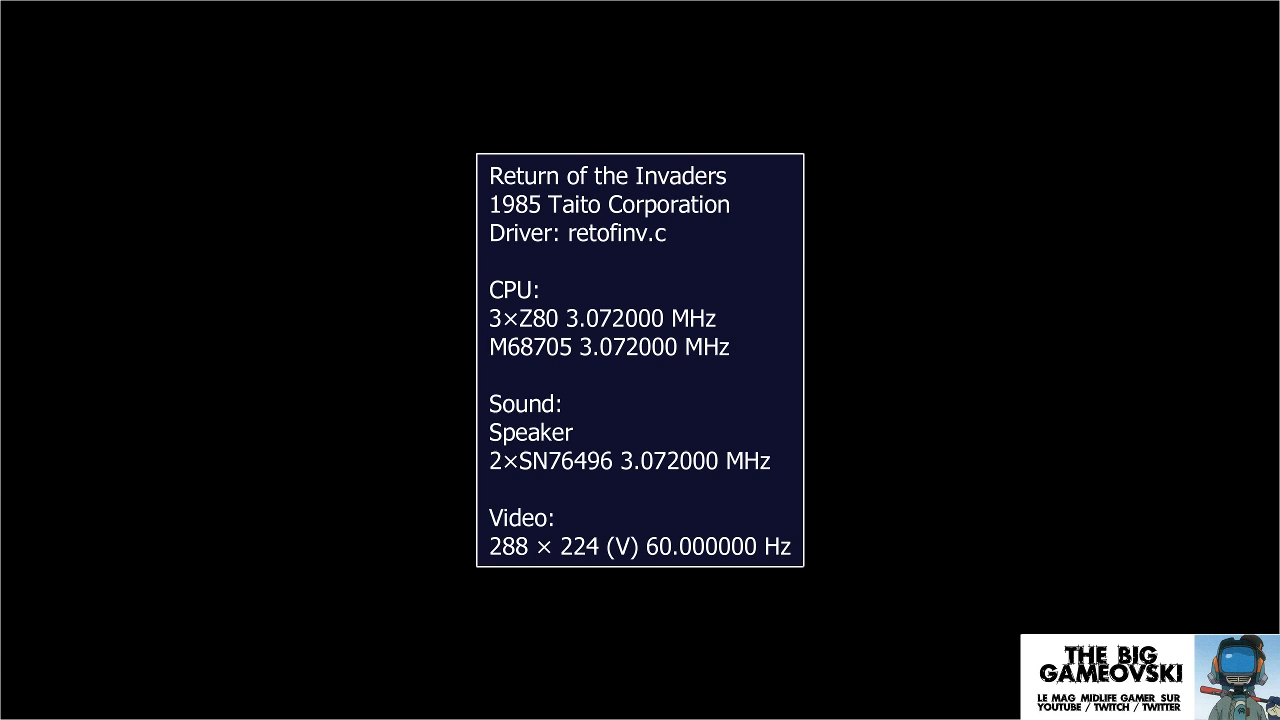 Return of the Invaders
1985 Taito Corporation
Driver: retofinv.c
CPU:
3×Z80 3.072000 MHz
M68705 3.072000 MHz
Sound:
Speaker
2×SN76496 3.072000 MHz
Video:
288 × 224 (V) 60.000000 Hz
THE BIG
GAMEOVSKI
LE MAG MIDLIFE GAMER SUR
YOUTUBE / TWITCH / TWITTER